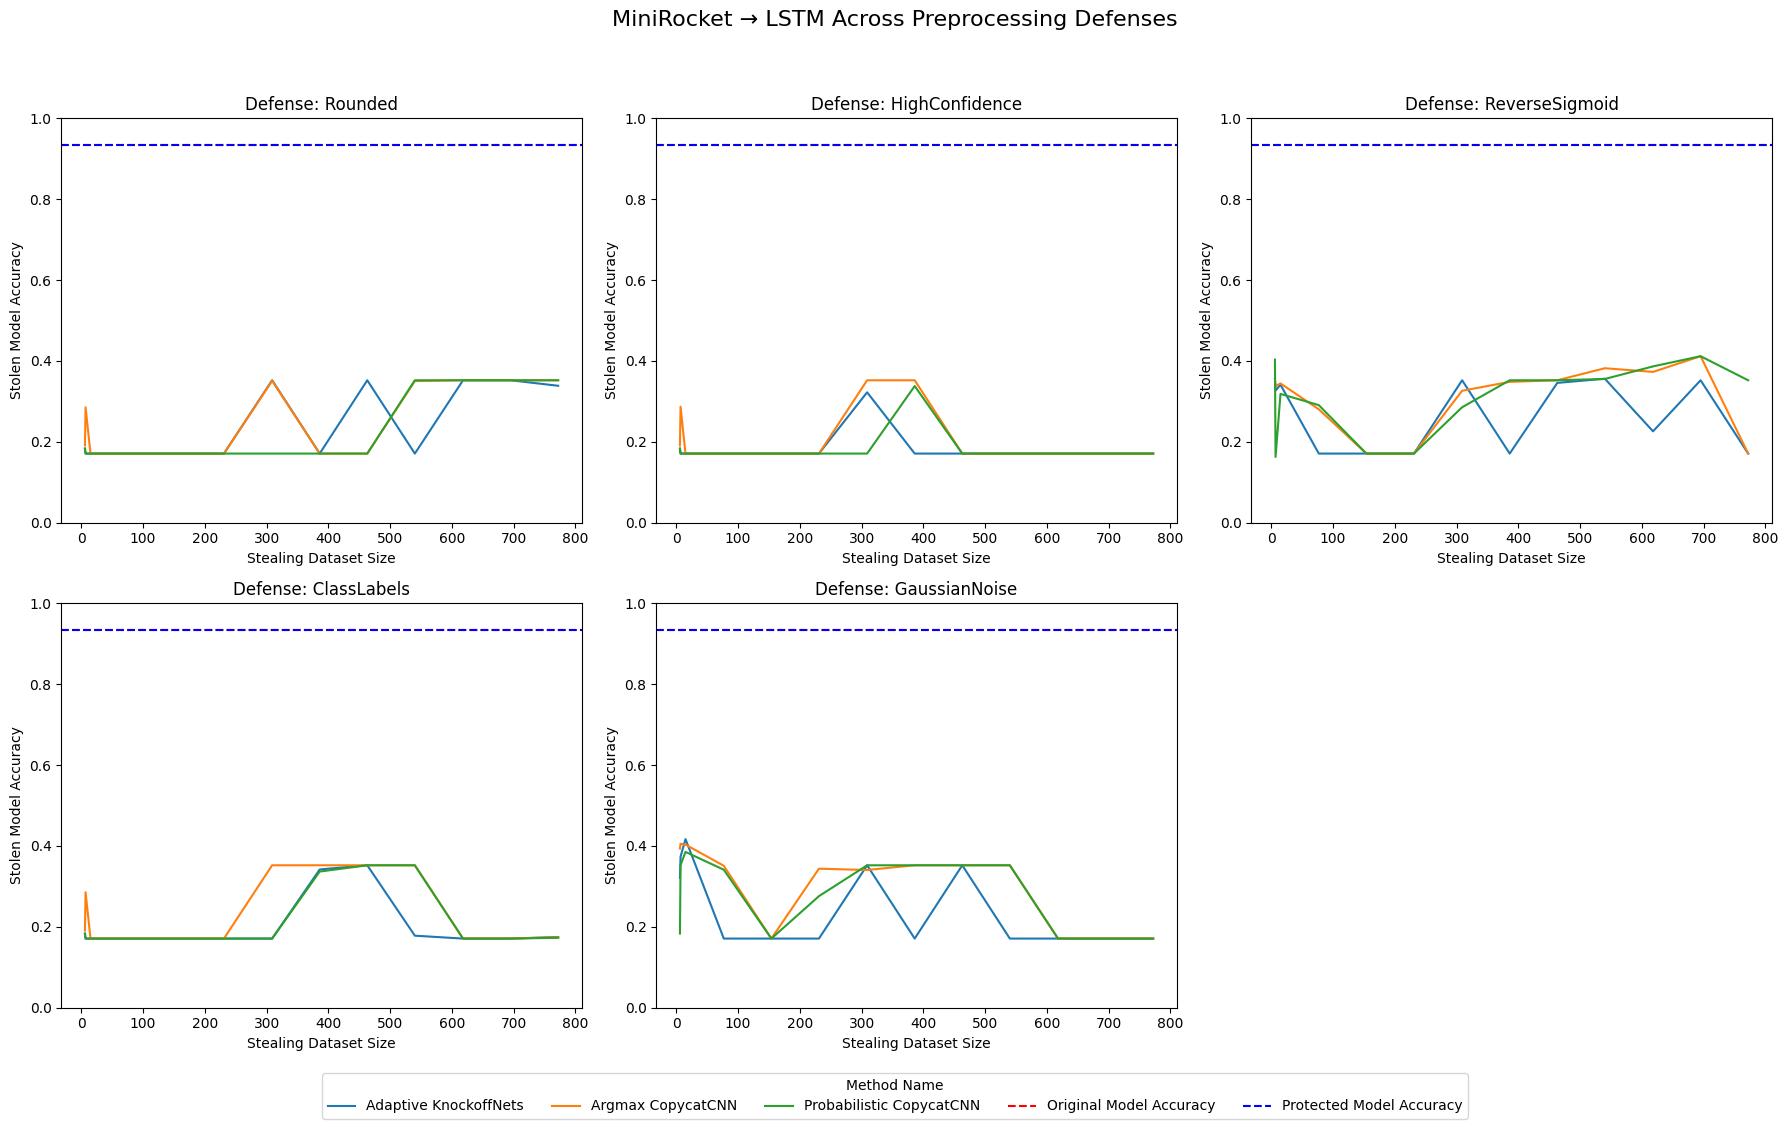 MiniRocket → LSTM Across Preprocessing Defenses
Defense: Rounded
Stolen Model Accuracy
1.0
0.8
0.6
0.4
0.2
0.0
0 100 200 300 400 500 600 700 800
Stealing Dataset Size
Defense: HighConfidence
Stolen Model Accuracy
1.0
0.8
0.6
0.4
0.2
0.0
0 100 200 300 400 500 600 700 800
Stealing Dataset Size
Defense: ReverseSigmoid
Stolen Model Accuracy
1.0
0.8
0.6
0.4
0.2
0.0
0 100 200 300 400 500 600 700 800
Stealing Dataset Size
Defense: ClassLabels
Stolen Model Accuracy
1.0
0.8
0.6
0.4
0.2
0.0
0 100 200 300 400 500 600 700 800
Stealing Dataset Size
Defense: GaussianNoise
Stolen Model Accuracy
1.0
0.8
0.6
0.4
0.2
0.0
0 100 200 300 400 500 600 700 800
Stealing Dataset Size
Method Name
Adaptive KnockoffNets Argmax CopycatCNN Probabilistic CopycatCNN Original Model Accuracy Protected Model Accuracy